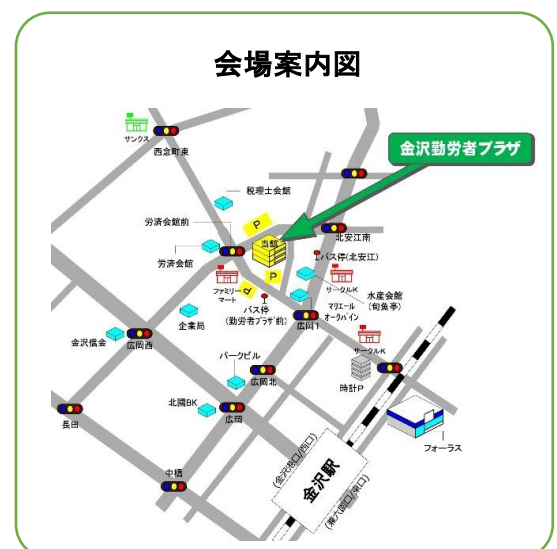 会場案内図
サンクス
西念町東
金沢勤労者プラザ
税理士会館
労済会館前
P
当館
北安江南
労済会館
バス停(北安江)
P
ファミリー
マート
P
サークルK
水産会館
(旬魚亭)
バス停
(勤労者プラザ前)
マリエール
オークパイン
企業局
広岡1
金沢信金
広岡西
サークルK
パークビル
広岡北
時計P
北國BK
広岡
長田
フォーラス
中橋
(金沢港口/西口)
金沢駅
(兼六園口/東口)